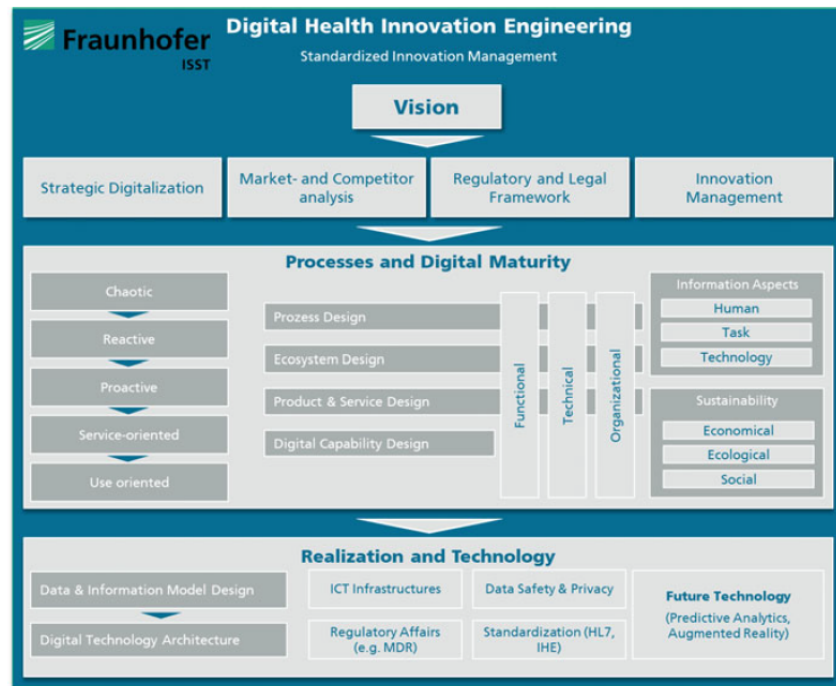 Fraunhofer
ISST
Digital Health Innovation Engineering
Standardized Innovation Management
Vision
Strategic Digitalization
Market- and Competitor
analysis
Regulatory and Legal
Framework
Innovation
Management
Processes and Digital Maturity
Chaotic
Reactive
Proactive
Service-oriented
Use oriented
Prozess Design
Ecosystem Design
Product & Service Design
Digital Capability Design
Functional
Technical
Organizational
Information Aspects
Human
Task
Technology
Sustainability
Economical
Ecological
Social
Realization and Technology
Data & Information Model Design
Digital Technology Architecture
ICT Infrastructures
Data Safety & Privacy
Regulatory Affairs
(e.g. MDR)
Standardization (HL7,
IHE)
Future Technology
(Predictive Analytics,
Augmented Reality)